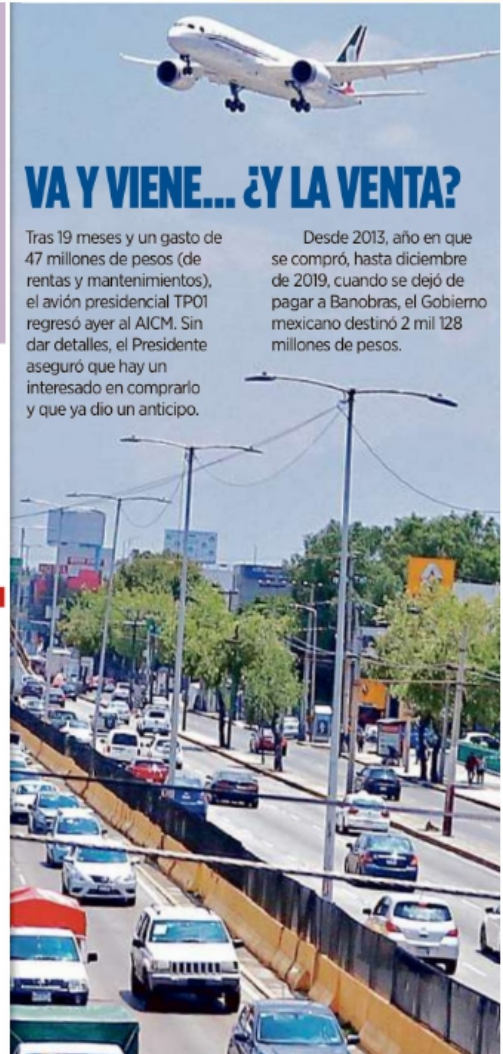 VA Y VIENE... ¿Y LA VENTA?
Tras 19 meses y un gasto de
47 millones de pesos (de
rentas y mantenimientos),
el avión presidencial TP01
regresó ayer al AICM. Sin
dar detalles, el Presidente
aseguró que hay un
interesado en comprarlo
y que ya dio un anticipo.
Desde 2013, año en que
se compró, hasta diciembre
de 2019, cuando se dejó de
pagar a Banobras, el Gobierno
mexicano destinó 2 mil 128
millones de pesos.